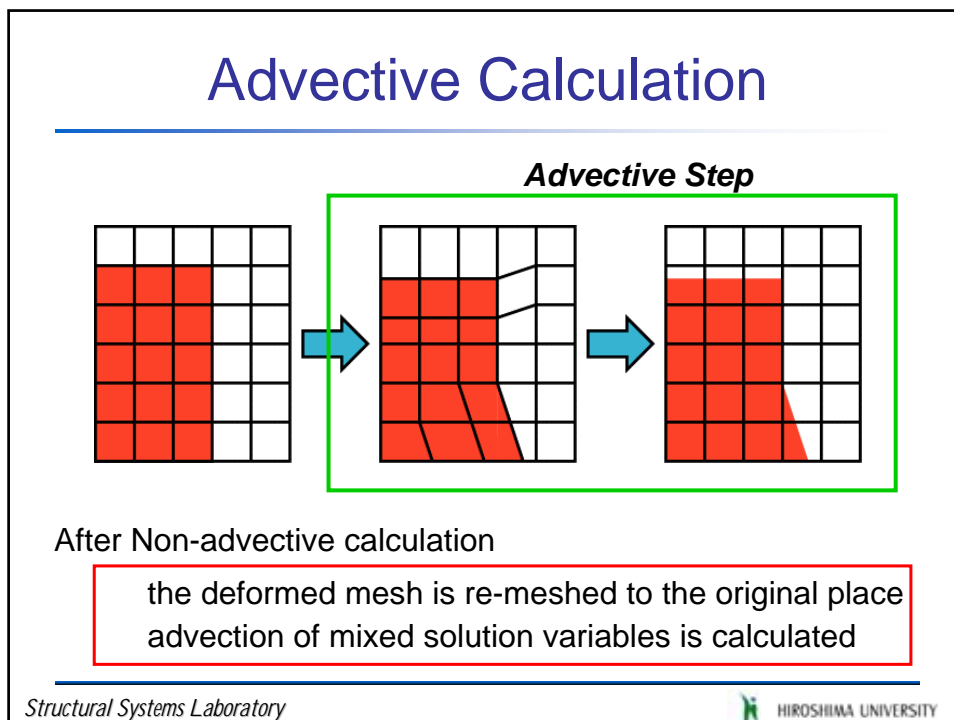 Advective Calculation
Advective Step
After Non-advective calculation
the deformed mesh is re-meshed to the original place
advection of mixed solution variables is calculated
Structural Systems Laboratory
HIROSHIMA UNIVERSITY